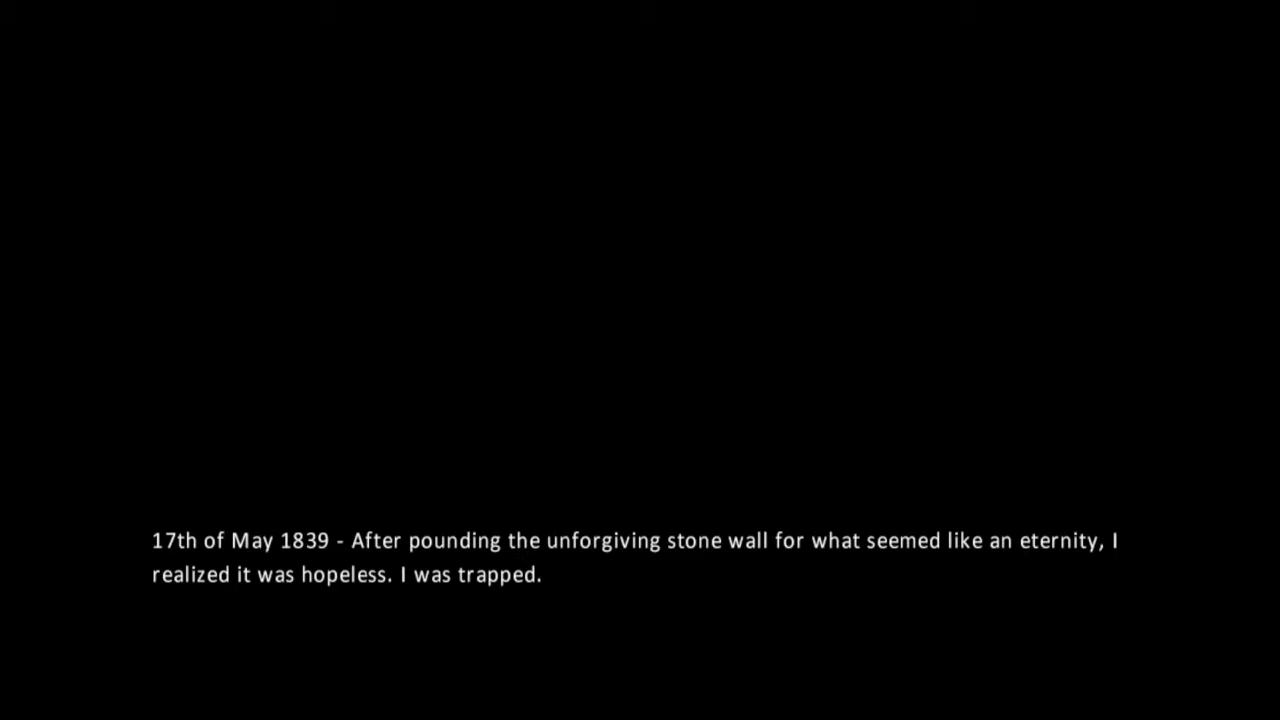 17th of May 1839 - After pounding the unforgiving stone wall for what seemed like an eternity, I
realized it was hopeless. I was trapped.